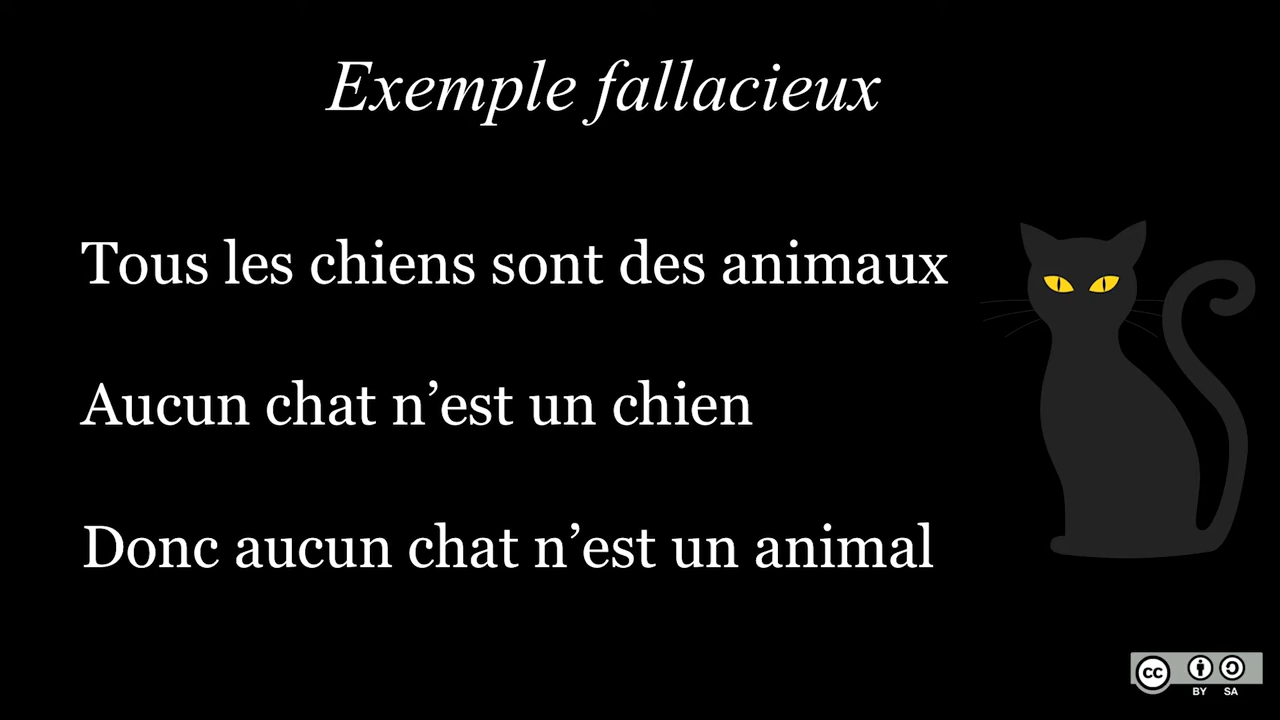 Exemple fallacieux
Tous les chiens sont des animaux
Aucun chat n’est un chien
Donc aucun chat n’est un animal
cc
BY SA